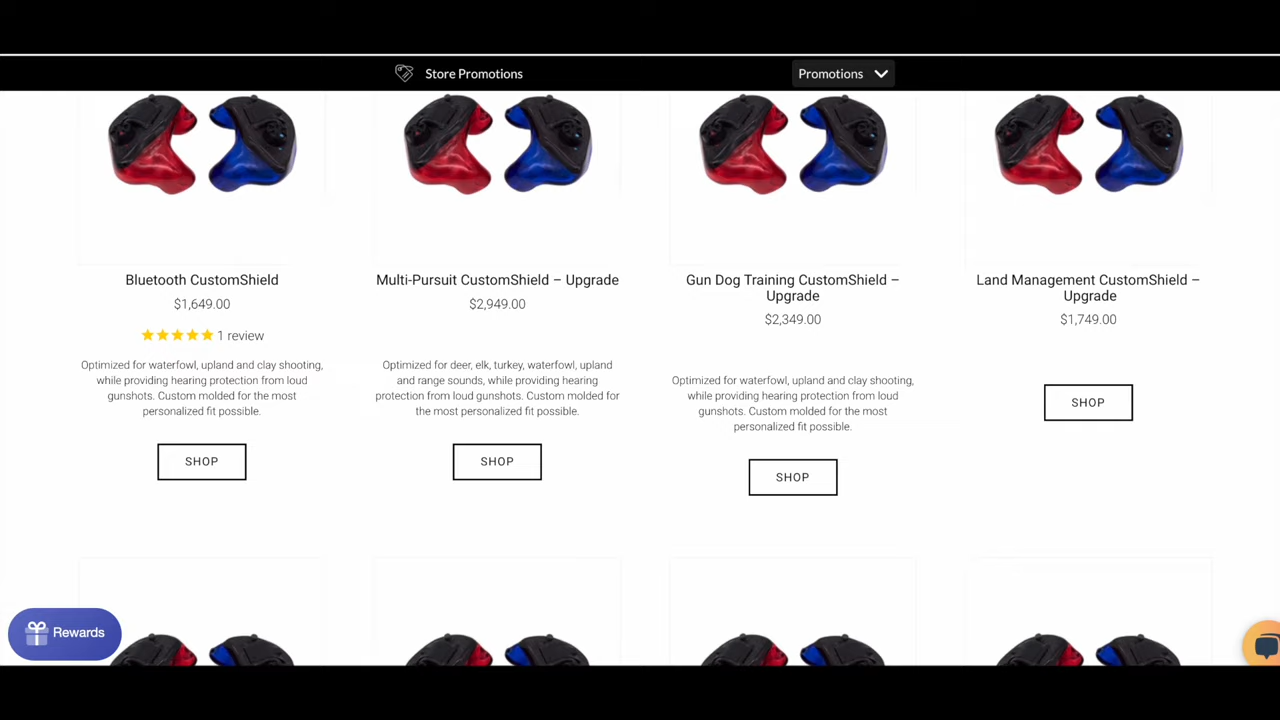 Store Promotions
Promotions
Bluetooth CustomShield
$1,649.00
1 review
Optimized for waterfowl, upland and clay shooting,
while providing hearing protection from loud
gunshots. Custom molded for the most
personalized fit possible.
SHOP
Multi-Pursuit CustomShield – Upgrade
$2,949.00
Optimized for deer, elk, turkey, waterfowl, upland
and range sounds, while providing hearing
protection from loud gunshots. Custom molded for
the most personalized fit possible.
SHOP
Gun Dog Training CustomShield –
Upgrade
$2,349.00
Optimized for waterfowl, upland and clay shooting,
while providing hearing protection from loud
gunshots. Custom molded for the most
personalized fit possible.
SHOP
Land Management CustomShield –
Upgrade
$1,749.00
SHOP
Rewards